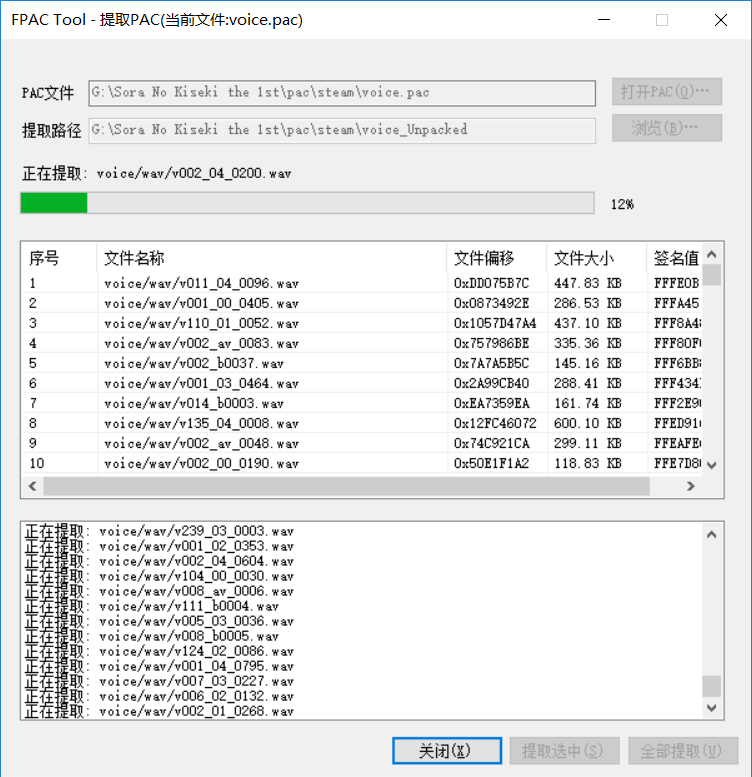 FPAC Tool - 提取PAC(当前文件:voice.pac)
PAC文件 G:\Sora No Kiseki the 1st\pac\steam\voice.pac 打开PAC(O)...
提取路径 G:\Sora No Kiseki the 1st\pac\steam\voice_Unpacked 浏览(B)...
正在提取: voice/wav/v002_04_0200.wav
12%
序号 文件名称 文件偏移 文件大小 签名值
1 voice/wav/v011_04_0096.wav 0xDD075B7C 447.83 KB FFFE0B
2 voice/wav/v001_00_0405.wav 0x0873492E 286.53 KB FFFA45
3 voice/wav/v110_01_0052.wav 0x1057D47A4 437.10 KB FFF8A4
4 voice/wav/v002_av_0083.wav 0x757986BE 335.36 KB FFF80F
5 voice/wav/v002_b0037.wav 0x7A7A5B5C 145.16 KB FFF6BB
6 voice/wav/v001_03_0464.wav 0x2A99CB40 288.41 KB FFF434
7 voice/wav/v014_b0003.wav 0xEA7359EA 161.74 KB FFF2E9
8 voice/wav/v135_04_0008.wav 0x12FC46072 600.10 KB FFED91
9 voice/wav/v002_av_0048.wav 0x74C921CA 299.11 KB FFEAFE
10 voice/wav/v002_00_0190.wav 0x50E1F1A2 118.83 KB FFE7D8
正在提取: voice/wav/v239_03_0003.wav
正在提取: voice/wav/v001_02_0353.wav
正在提取: voice/wav/v002_04_0604.wav
正在提取: voice/wav/v104_00_0030.wav
正在提取: voice/wav/v008_av_0006.wav
正在提取: voice/wav/v111_b0004.wav
正在提取: voice/wav/v005_03_0036.wav
正在提取: voice/wav/v008_b0005.wav
正在提取: voice/wav/v124_02_0086.wav
正在提取: voice/wav/v001_04_0795.wav
正在提取: voice/wav/v007_03_0227.wav
正在提取: voice/wav/v006_02_0132.wav
正在提取: voice/wav/v002_01_0268.wav
关闭(X) 提取选中(S) 全部提取(U)